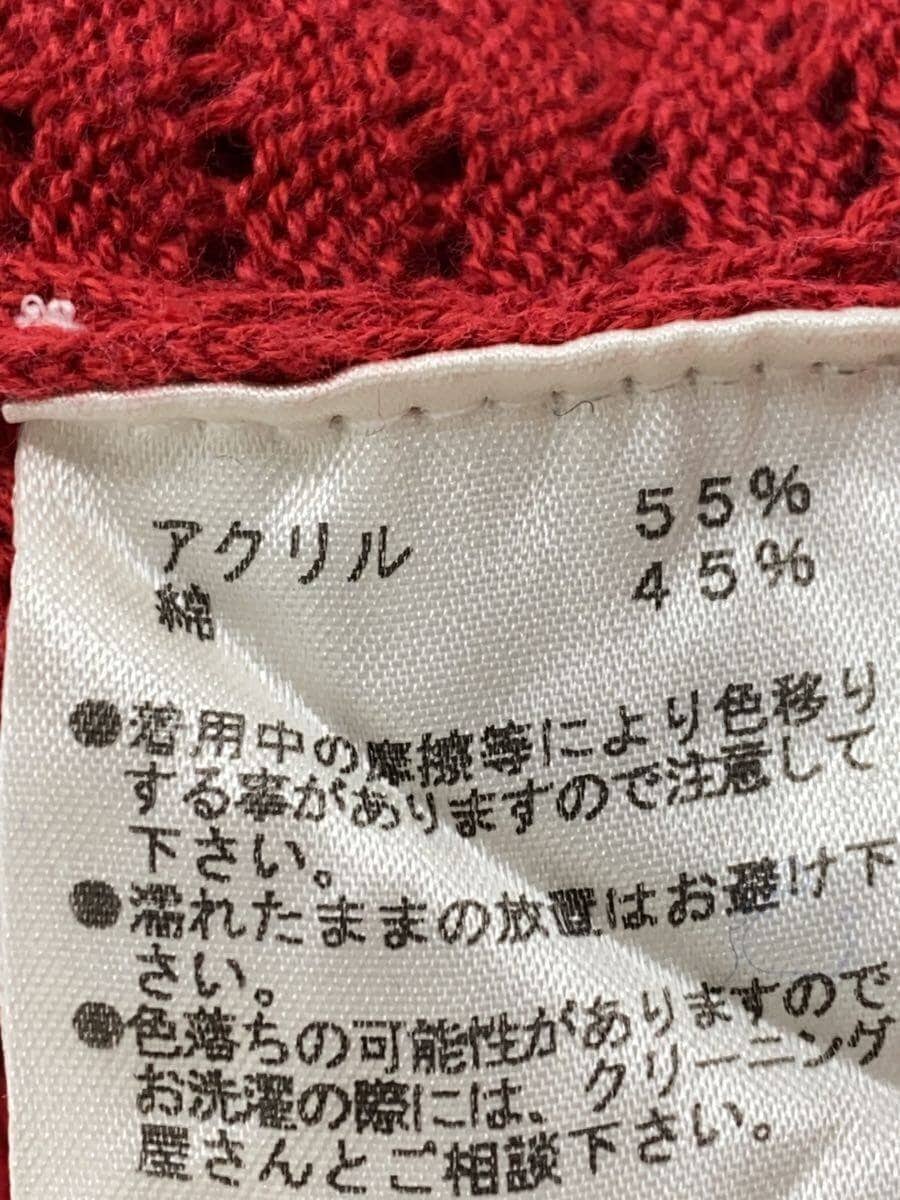 アクリル 55%
綿 45%
●着用中の摩擦等により色移り
する事がありますので注意して
下さい。
●濡れたままの放置はお避け下
さい。
●色落ちの可能性がありますので
お洗濯の際には、クリーニング
屋さんとご相談下さい。